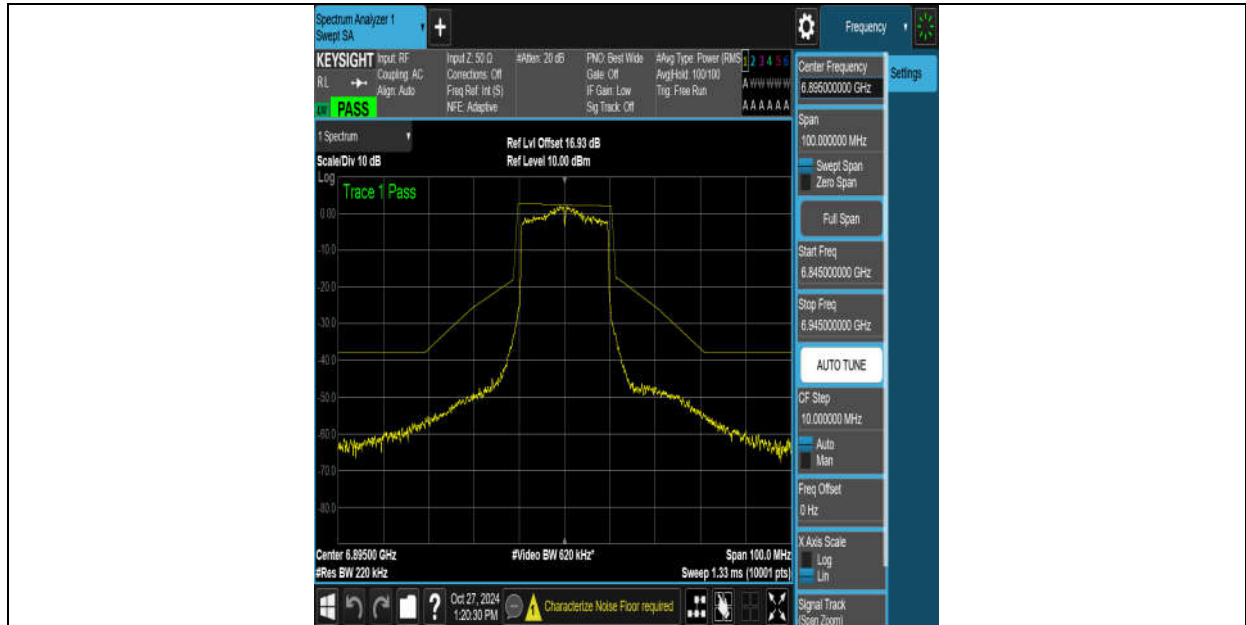 Spectrum Analyzer 1
Swept SA
+
Frequency
KEYSIGHT
RL
PASS
Input: RF
Coupling: AC
Align: Auto
Input Z: 50 Ω
Corrections: Off
Freq Ref: Int (S)
NFE: Adaptive
#Atten: 20 dB
PNO: Best Wide
Gate: Off
IF Gain: Low
Sig Track: Off
#Avg Type: Power (RMS
Avg|Hold: 100/100
Trig: Free Run
1 2 3 4 5 6
A W W W W W
A A A A A A
1 Spectrum
Scale/Div 10 dB
Ref Lvl Offset 16.93 dB
Ref Level 10.00 dBm
Log
Trace 1 Pass
0.00
-10.0
-20.0
-30.0
-40.0
-50.0
-60.0
-70.0
-80.0
Center 6.89500 GHz
#Video BW 620 kHz*
Span 100.0 MHz
#Res BW 220 kHz
Sweep 1.33 ms (10001 pts)
?
Oct 27, 2024
1:20:30 PM
Characterize Noise Floor required
Center Frequency
6.895000000 GHz
Settings
Span
100.000000 MHz
Swept Span
Zero Span
Full Span
Start Freq
6.845000000 GHz
Stop Freq
6.945000000 GHz
AUTO TUNE
CF Step
10.000000 MHz
Auto
Man
Freq Offset
0 Hz
X Axis Scale
Log
Lin
Signal Track
(Span Zoom)